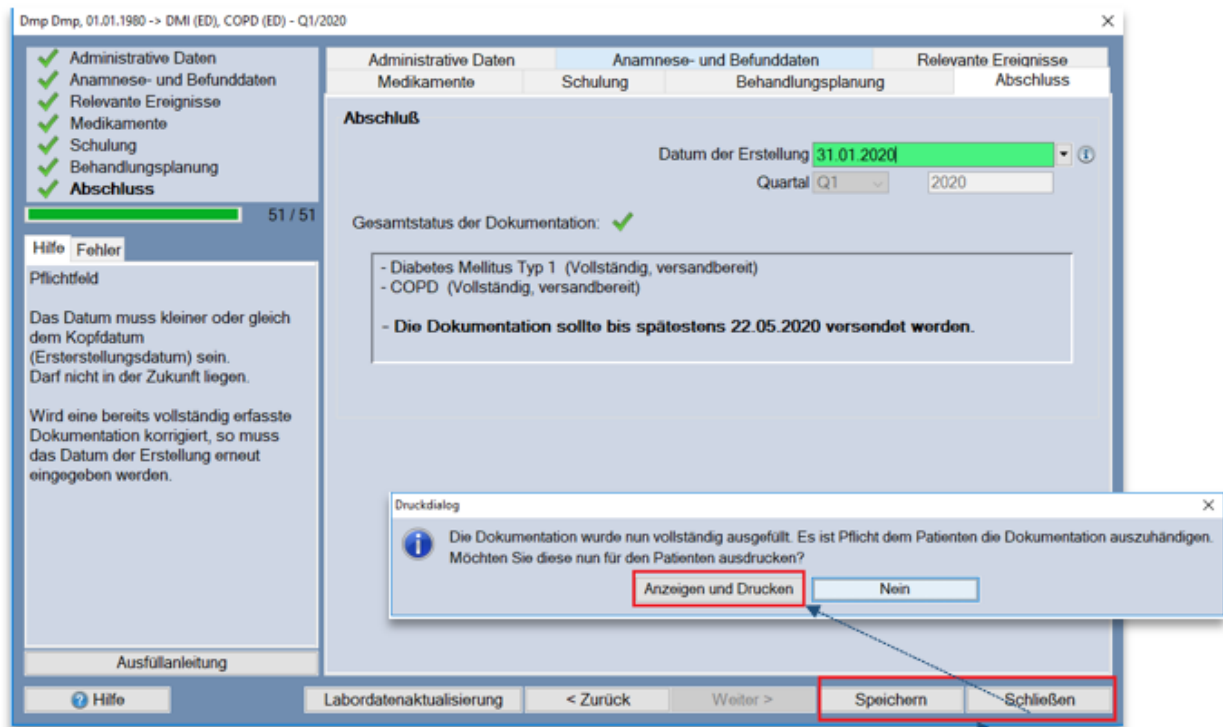 Dmp Dmp, 01.01.1980 -> DMI (ED), COPD (ED) - Q1/2020
Administrative Daten
Anamnese- und Befunddaten
Relevante Ereignisse
Medikamente
Schulung
Behandlungsplanung
Abschluss
51 / 51
Hilfe Fehler
Pflichtfeld
Das Datum muss kleiner oder gleich
dem Kopfdatum
(Ersterstellungsdatum) sein.
Darf nicht in der Zukunft liegen.
Wird eine bereits vollständig erfasste
Dokumentation korrigiert, so muss
das Datum der Erstellung erneut
eingegeben werden.
Ausfüllanleitung
Administrative Daten Anamnese- und Befunddaten Relevante Ereignisse
Medikamente Schulung Behandlungsplanung Abschluss
Abschluß
Datum der Erstellung 31.01.2020
Quartal Q1 2020
Gesamtstatus der Dokumentation:
- Diabetes Mellitus Typ 1 (Vollständig, versandbereit)
- COPD (Vollständig, versandbereit)
- Die Dokumentation sollte bis spätestens 22.05.2020 versendet werden.
Druckdialog
Die Dokumentation wurde nun vollständig ausgefüllt. Es ist Pflicht dem Patienten die Dokumentation auszuhändigen.
Möchten Sie diese nun für den Patienten ausdrucken?
Anzeigen und Drucken Nein
Hilfe Labordatenaktualisierung < Zurück Weiter > Speichern Schließen